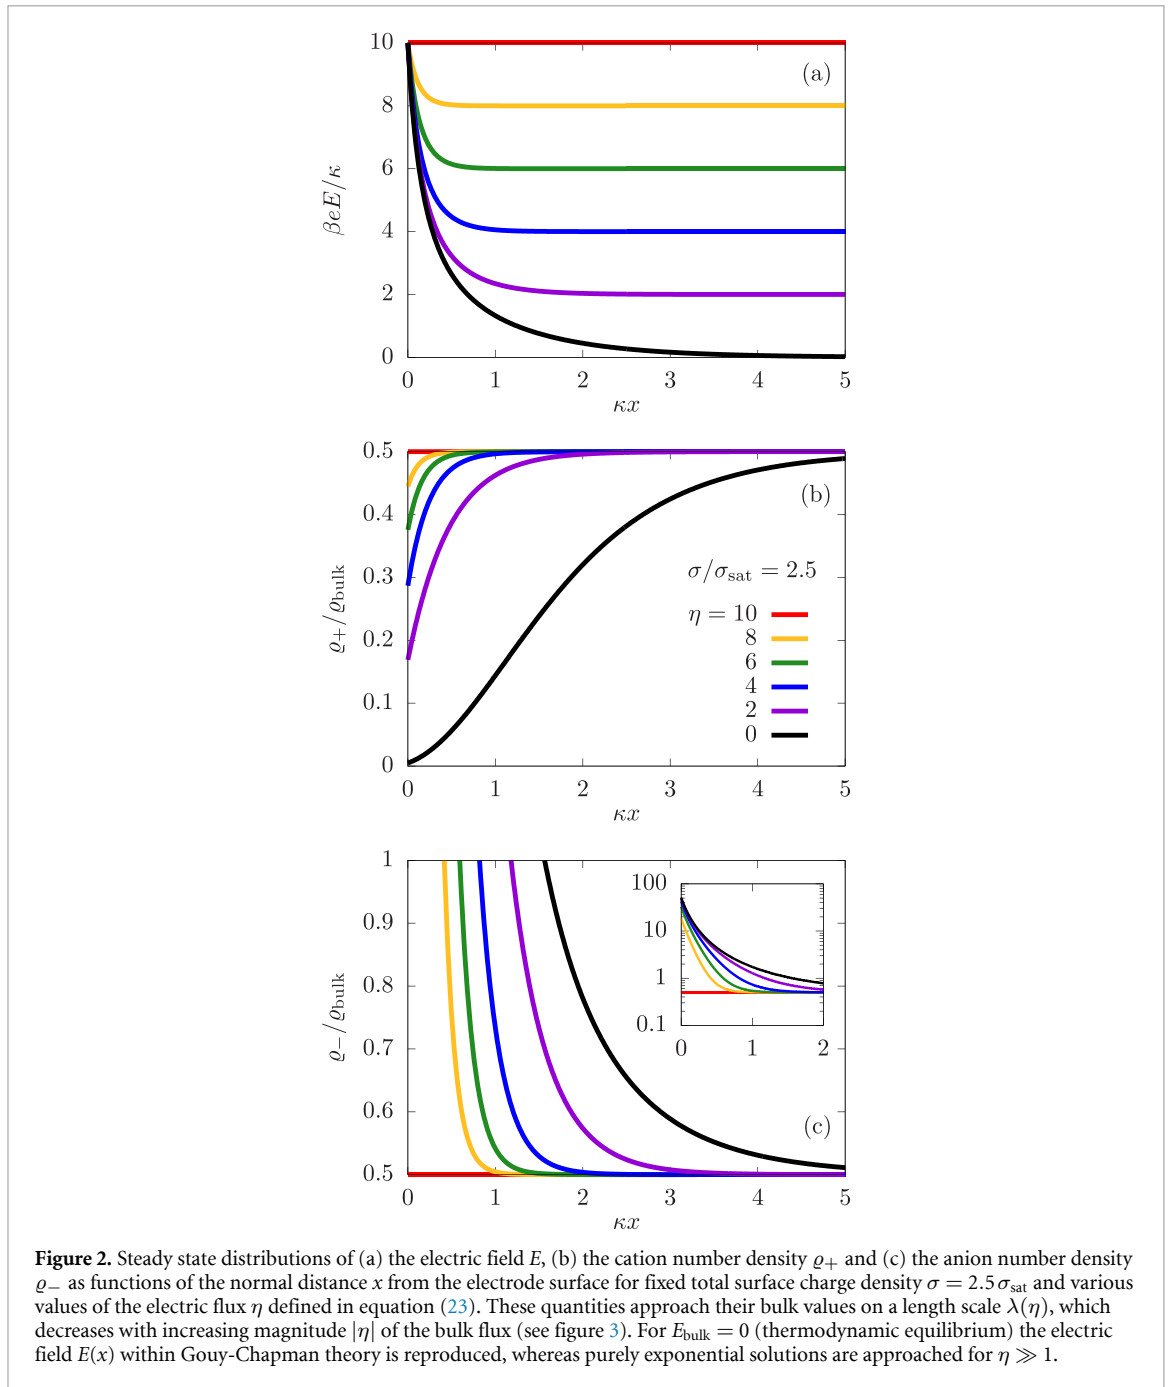 10
8
6
4
2
0
βeE/κ
(a)
0 1 2 3 4 5
κx
0.5
0.4
0.3
0.2
0.1
0
ϱ₊/ϱbulk
(b)
σ/σsat = 2.5
η = 10
8
6
4
2
0
0 1 2 3 4 5
κx
1
0.9
0.8
0.7
0.6
0.5
ϱ₋/ϱbulk
100
10
1
0.1
0 1 2
(c)
0 1 2 3 4 5
κx
Figure 2. Steady state distributions of (a) the electric field E, (b) the cation number density ϱ₊ and (c) the anion number density
ϱ₋ as functions of the normal distance x from the electrode surface for fixed total surface charge density σ = 2.5 σsat and various
values of the electric flux η defined in equation (23). These quantities approach their bulk values on a length scale λ(η), which
decreases with increasing magnitude |η| of the bulk flux (see figure 3). For Ebulk = 0 (thermodynamic equilibrium) the electric
field E(x) within Gouy-Chapman theory is reproduced, whereas purely exponential solutions are approached for η ≫ 1.